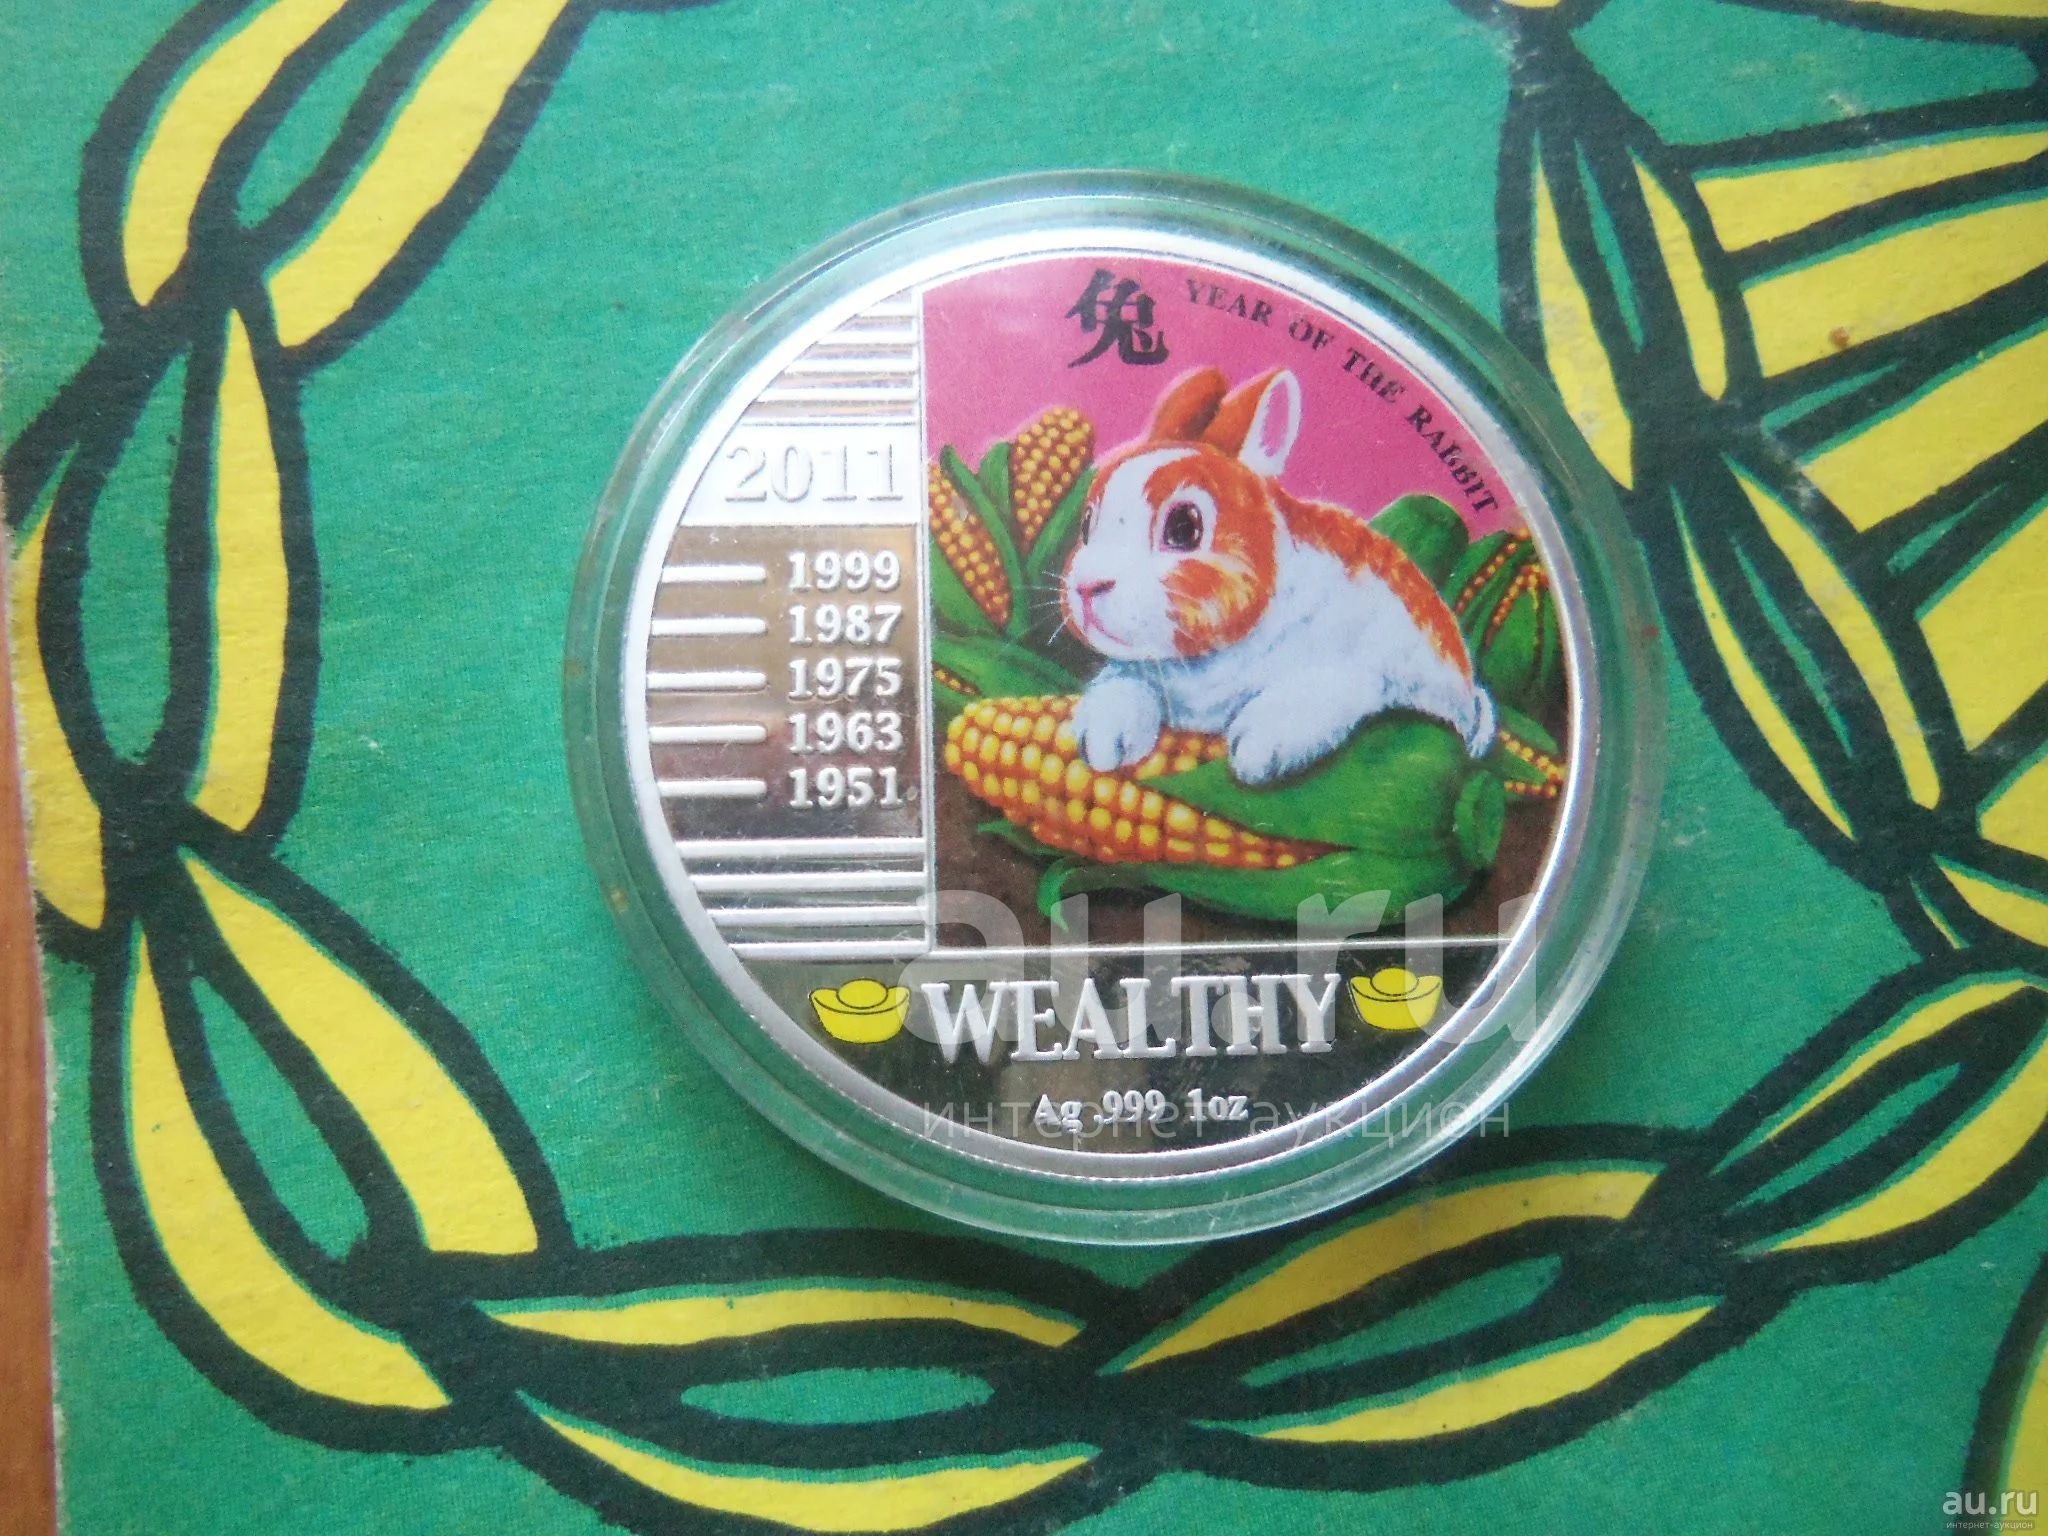 兔 YEAR OF THE RABBIT
2011
1999
1987
1975
1963
1951
WEALTHY
Ag .999 1oz
au.ru
интернет-аукцион
au.ru
интернет-аукцион